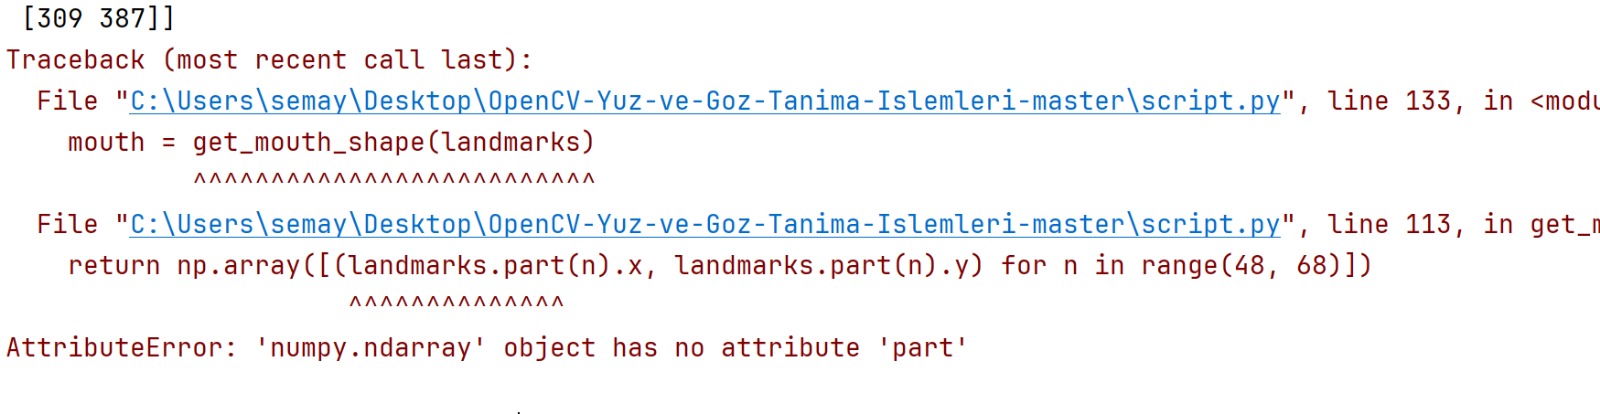 [309 387]]
Traceback (most recent call last):
File "C:\Users\semay\Desktop\OpenCV-Yuz-ve-Goz-Tanima-Islemleri-master\script.py", line 133, in <modu
mouth = get_mouth_shape(landmarks)
^^^^^^^^^^^^^^^^^^^^^^^^^^
File "C:\Users\semay\Desktop\OpenCV-Yuz-ve-Goz-Tanima-Islemleri-master\script.py", line 113, in get_m
return np.array([(landmarks.part(n).x, landmarks.part(n).y) for n in range(48, 68)])
^^^^^^^^^^^^^^
AttributeError: 'numpy.ndarray' object has no attribute 'part'